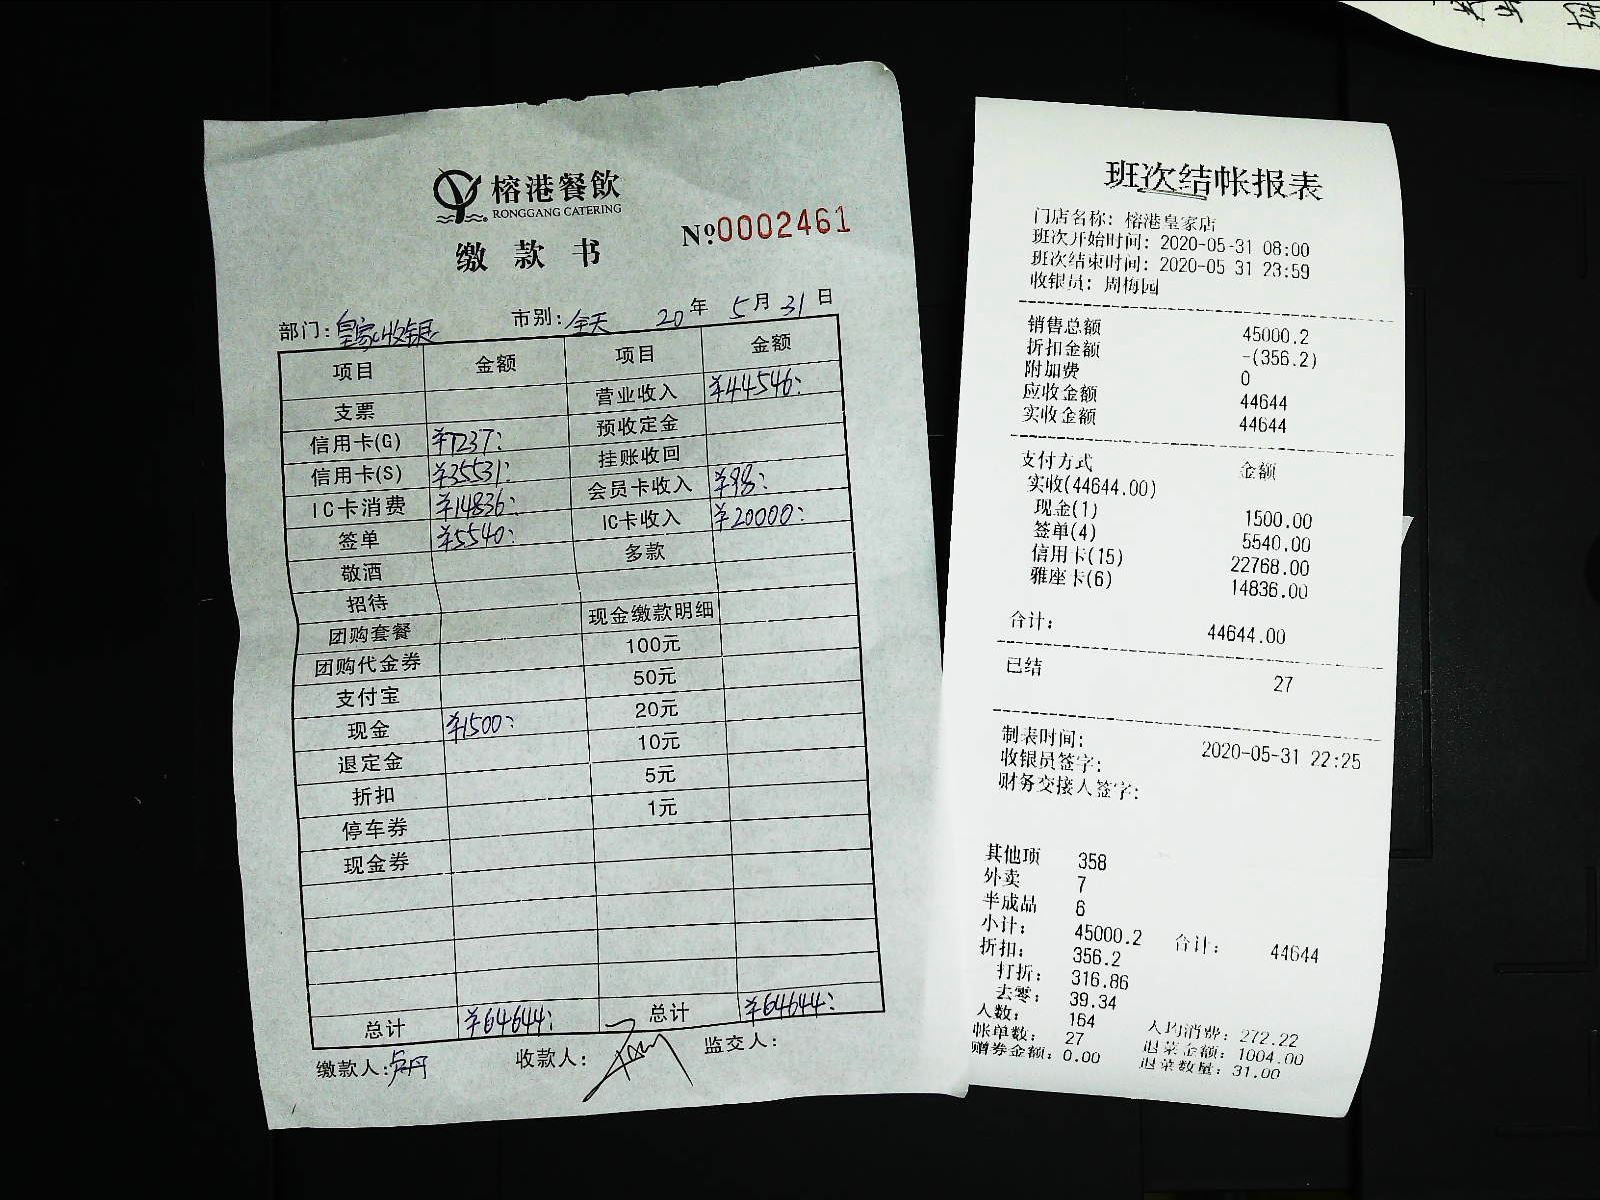 榕港餐飲
RONGGANG CATERING
缴款书
№0002461
部门:皇家收银 市别:全天 20年5月31日
项目 金额 项目 金额
支票 营业收入 ¥44546:
信用卡(G) ¥7237: 预收定金
信用卡(S) ¥35531: 挂账收回
IC卡消费 ¥14836: 会员卡收入 ¥98:
签单 ¥5540: IC卡收入 ¥20000:
敬酒 多款
招待
团购套餐 现金缴款明细
团购代金券 100元
支付宝 50元
现金 ¥1500: 20元
退定金 10元
折扣 5元
停车券 1元
现金券
总计 ¥64644: 总计 ¥64644:
缴款人: 收款人: 监交人:
班次结帐报表
门店名称: 榕港皇家店
班次开始时间: 2020-05-31 08:00
班次结束时间: 2020-05 31 23:59
收银员: 周梅园
销售总额 45000.2
折扣金额 -(356.2)
附加费 0
应收金额 44644
实收金额 44644
支付方式 金额
实收(44644.00)
现金(1) 1500.00
签单(4) 5540.00
信用卡(15) 22768.00
雅座卡(6) 14836.00
合计: 44644.00
已结 27
制表时间: 2020-05-31 22:25
收银员签字:
财务交接人签字:
其他项 358
外卖 7
半成品 6
小计: 45000.2 合计: 44644
折扣: 356.2
打折: 316.86
去零: 39.34
人数: 164 人均消费: 272.22
帐单数: 27 退菜金额: 1004.00
赠券金额: 0.00 退菜数量: 31.00